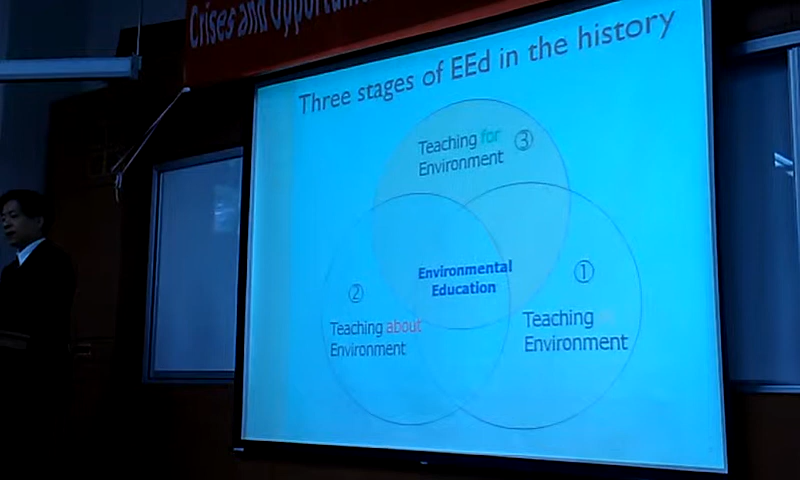 Crises and Opportuni
Three stages of EEd in the history
Teaching for
Environment
③
Environmental
Education
①
②
Teaching about
Environment
Teaching
Environment